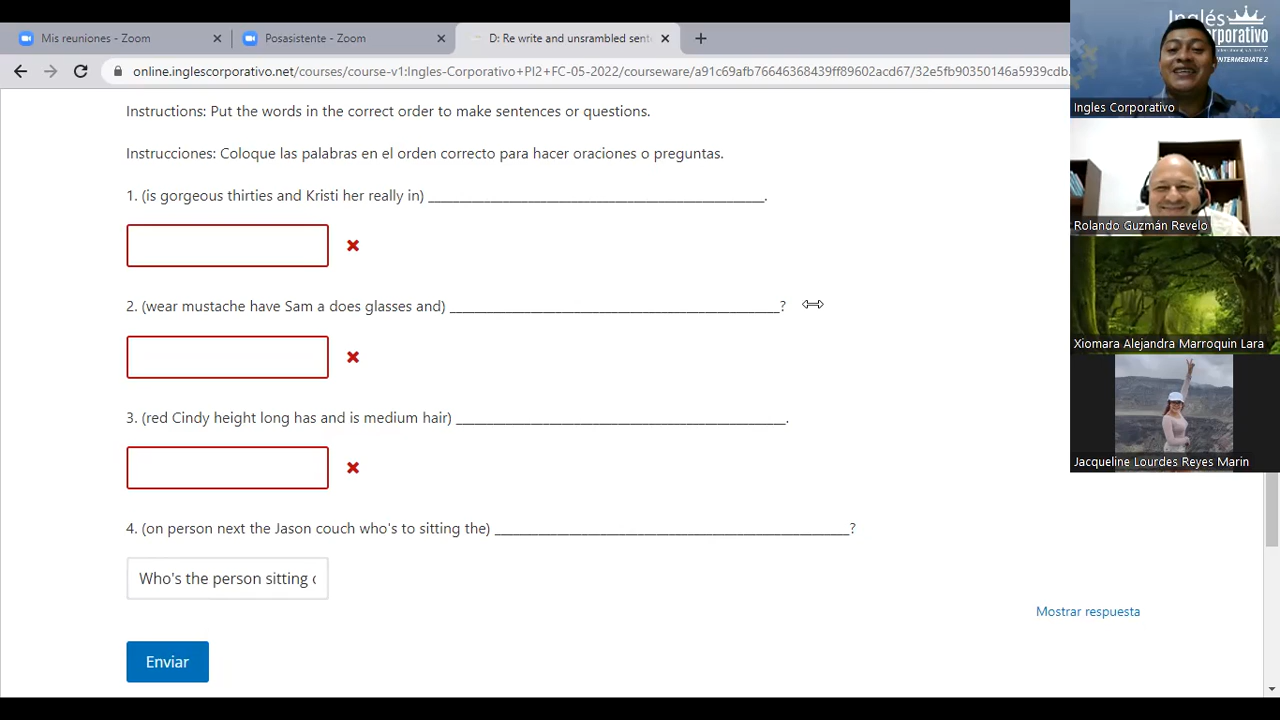 Mis reuniones - Zoom
Posasistente - Zoom
D: Re write and unsrambled sent
online.inglescorporativo.net/courses/course-v1:Ingles-Corporativo+PI2+FC-05-2022/courseware/a91c69afb76646368439ff89602acd67/32e5fb90350146a5939cdb
Instructions: Put the words in the correct order to make sentences or questions.
Instrucciones: Coloque las palabras en el orden correcto para hacer oraciones o preguntas.
1. (is gorgeous thirties and Kristi her really in) ______________________________________.
2. (wear mustache have Sam a does glasses and) ______________________________________?
3. (red Cindy height long has and is medium hair) ______________________________________.
4. (on person next the Jason couch who's to sitting the) ________________________________________?
Who's the person sitting
Mostrar respuesta
Enviar
Inglés
Corporativo
INTERMEDIATE 2
Ingles Corporativo
Rolando Guzmán Revelo
Xiomara Alejandra Marroquin Lara
Jacqueline Lourdes Reyes Marin